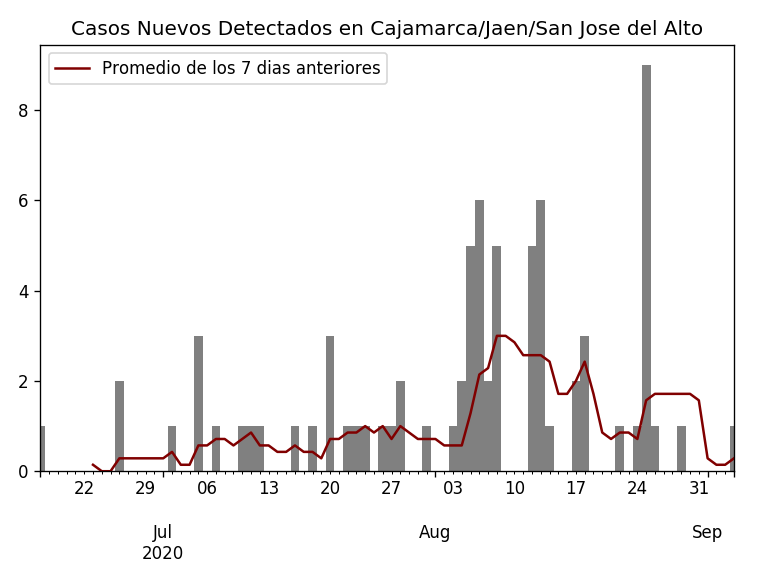 Casos Nuevos Detectados en Cajamarca/Jaen/San Jose del Alto
Promedio de los 7 dias anteriores
8
6
4
2
0
22 29 06 13 20 27 03 10 17 24 31
Jul Aug Sep
2020